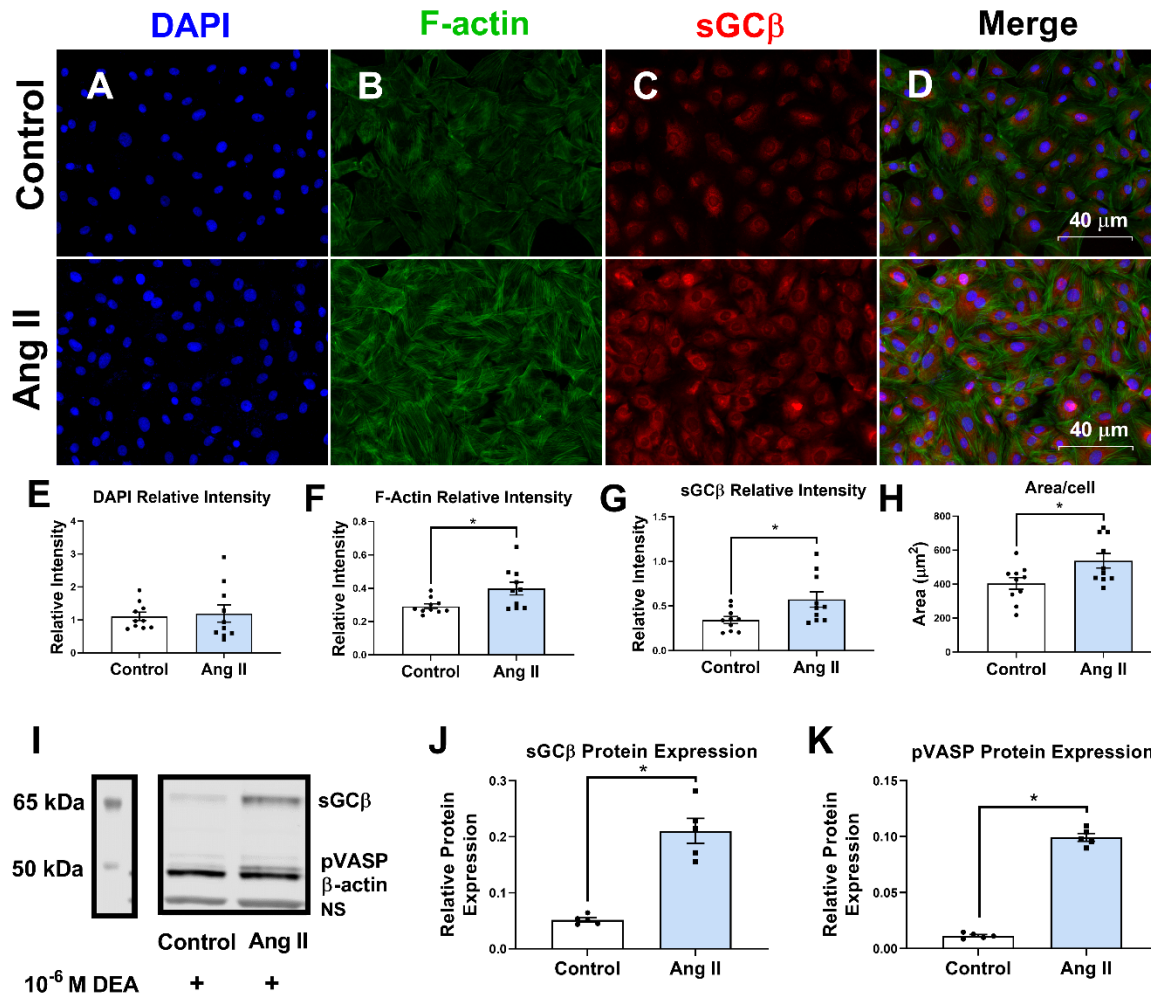 DAPI F-actin sGCβ Merge
Control
A B C D
40 μm
Ang II
40 μm
E DAPI Relative Intensity
Relative Intensity
4
3
2
1
0
Control Ang II
F F-Actin Relative Intensity
Relative Intensity
0.8
0.6
0.4
0.2
0.0
*
Control Ang II
G sGCβ Relative Intensity
Relative Intensity
1.5
1.0
0.5
0.0
*
Control Ang II
H Area/cell
Area (μm²)
800
600
400
200
0
*
Control Ang II
I
65 kDa
50 kDa
sGCβ
pVASP
β-actin
NS
Control Ang II
10⁻⁶ M DEA + +
J sGCβ Protein Expression
Relative Protein
Expression
0.3
0.2
0.1
0.0
*
Control Ang II
K pVASP Protein Expression
Relative Protein
Expression
0.15
0.10
0.05
0.00
*
Control Ang II